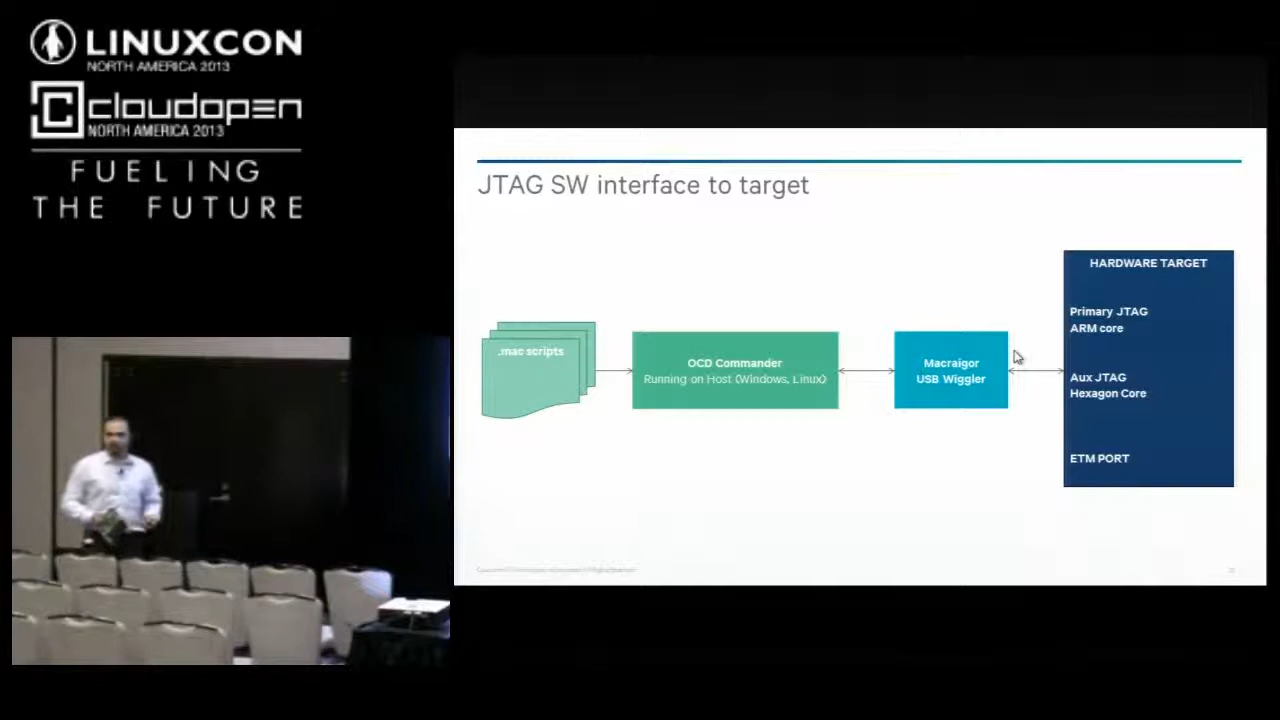 LINUXCON
NORTH AMERICA 2013
cloudopen
NORTH AMERICA 2013
FUELING
THE FUTURE
JTAG SW interface to target
.mac scripts
OCD Commander
Running on Host (Windows, Linux)
Macraigor
USB Wiggler
HARDWARE TARGET
Primary JTAG
ARM core
Aux JTAG
Hexagon Core
ETM PORT